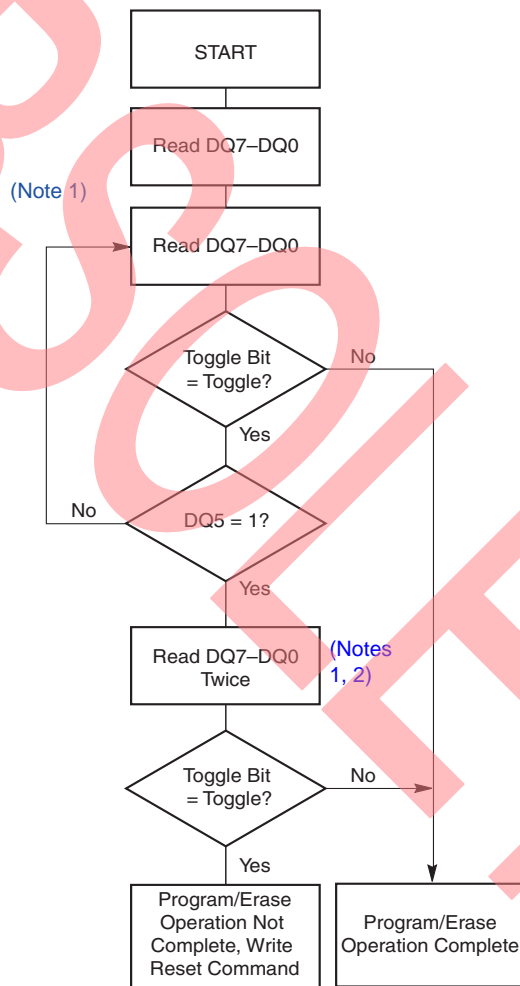 START
Read DQ7–DQ0
(Note 1)
Read DQ7–DQ0
Toggle Bit
= Toggle?
No
Yes
No
DQ5 = 1?
Yes
Read DQ7–DQ0
Twice
(Notes
1, 2)
Toggle Bit
= Toggle?
No
Yes
Program/Erase
Operation Not
Complete, Write
Reset Command
Program/Erase
Operation Complete